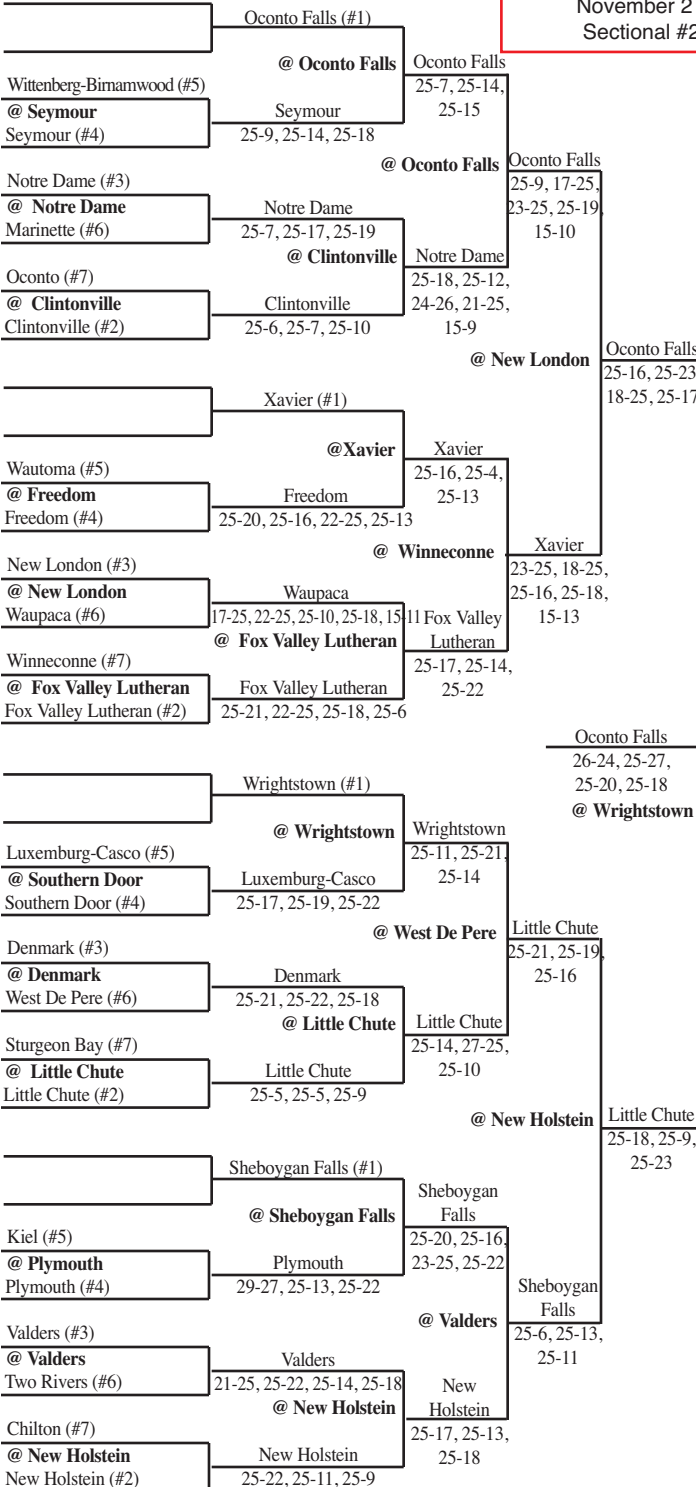 November 2
Sectional #2
Oconto Falls (#1)
@ Oconto Falls
Oconto Falls
25-7, 25-14,
25-15
Wittenberg-Birnamwood (#5)
@ Seymour
Seymour (#4)
Seymour
25-9, 25-14, 25-18
@ Oconto Falls
Oconto Falls
25-9, 17-25,
23-25, 25-19,
15-10
Notre Dame (#3)
@ Notre Dame
Marinette (#6)
Notre Dame
25-7, 25-17, 25-19
@ Clintonville
Notre Dame
25-18, 25-12,
24-26, 21-25,
15-9
Oconto (#7)
@ Clintonville
Clintonville (#2)
Clintonville
25-6, 25-7, 25-10
@ New London
Oconto Falls
25-16, 25-23
18-25, 25-17
Xavier (#1)
@Xavier
Xavier
25-16, 25-4,
25-13
Wautoma (#5)
@ Freedom
Freedom (#4)
Freedom
25-20, 25-16, 22-25, 25-13
@ Winneconne
Xavier
23-25, 18-25,
25-16, 25-18,
15-13
New London (#3)
@ New London
Waupaca (#6)
Waupaca
17-25, 22-25, 25-10, 25-18, 15-11
@ Fox Valley Lutheran
Fox Valley
Lutheran
25-17, 25-14,
25-22
Winneconne (#7)
@ Fox Valley Lutheran
Fox Valley Lutheran (#2)
Fox Valley Lutheran
25-21, 22-25, 25-18, 25-6
Oconto Falls
26-24, 25-27,
25-20, 25-18
@ Wrightstown
Wrightstown (#1)
@ Wrightstown
Wrightstown
25-11, 25-21,
25-14
Luxemburg-Casco (#5)
@ Southern Door
Southern Door (#4)
Luxemburg-Casco
25-17, 25-19, 25-22
@ West De Pere
Little Chute
25-21, 25-19,
25-16
Denmark (#3)
@ Denmark
West De Pere (#6)
Denmark
25-21, 25-22, 25-18
@ Little Chute
Little Chute
25-14, 27-25,
25-10
Sturgeon Bay (#7)
@ Little Chute
Little Chute (#2)
Little Chute
25-5, 25-5, 25-9
@ New Holstein
Little Chute
25-18, 25-9,
25-23
Sheboygan Falls (#1)
@ Sheboygan Falls
Sheboygan
Falls
25-20, 25-16,
23-25, 25-22
Kiel (#5)
@ Plymouth
Plymouth (#4)
Plymouth
29-27, 25-13, 25-22
@ Valders
Sheboygan
Falls
25-6, 25-13,
25-11
Valders (#3)
@ Valders
Two Rivers (#6)
Valders
21-25, 25-22, 25-14, 25-18
@ New Holstein
New
Holstein
25-17, 25-13,
25-18
Chilton (#7)
@ New Holstein
New Holstein (#2)
New Holstein
25-22, 25-11, 25-9